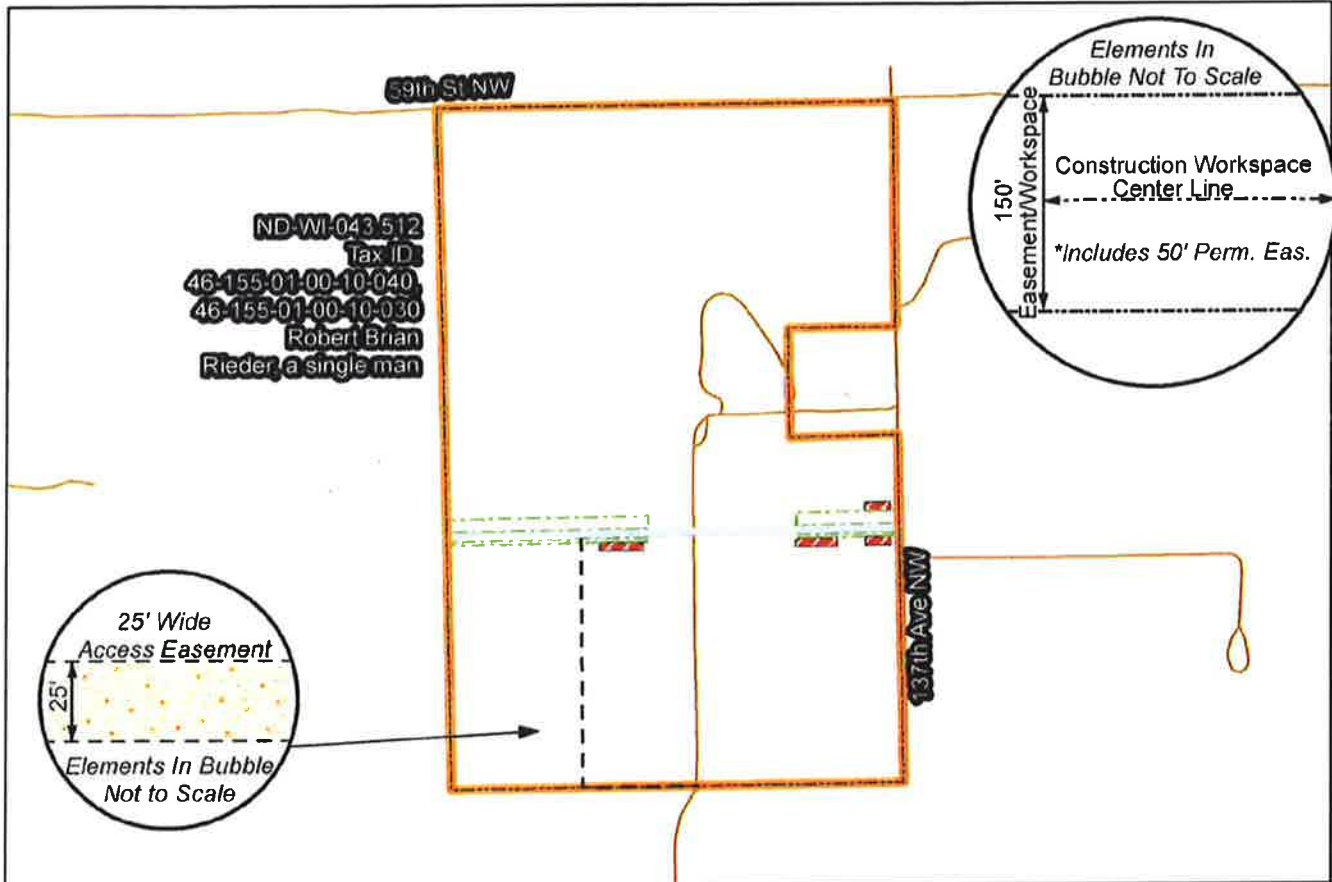 59th St NW
Elements In
Bubble Not To Scale
Easement/Workspace
150'
Construction Workspace
Center Line
*Includes 50' Perm. Eas.
ND-WI-043.512
Tax ID:
46-155-01-00-10-040,
46-155-01-00-10-030
Robert Brian
Rieder, a single man
137th Ave NW
25' Wide
Access Easement
25'
Elements In Bubble
Not to Scale